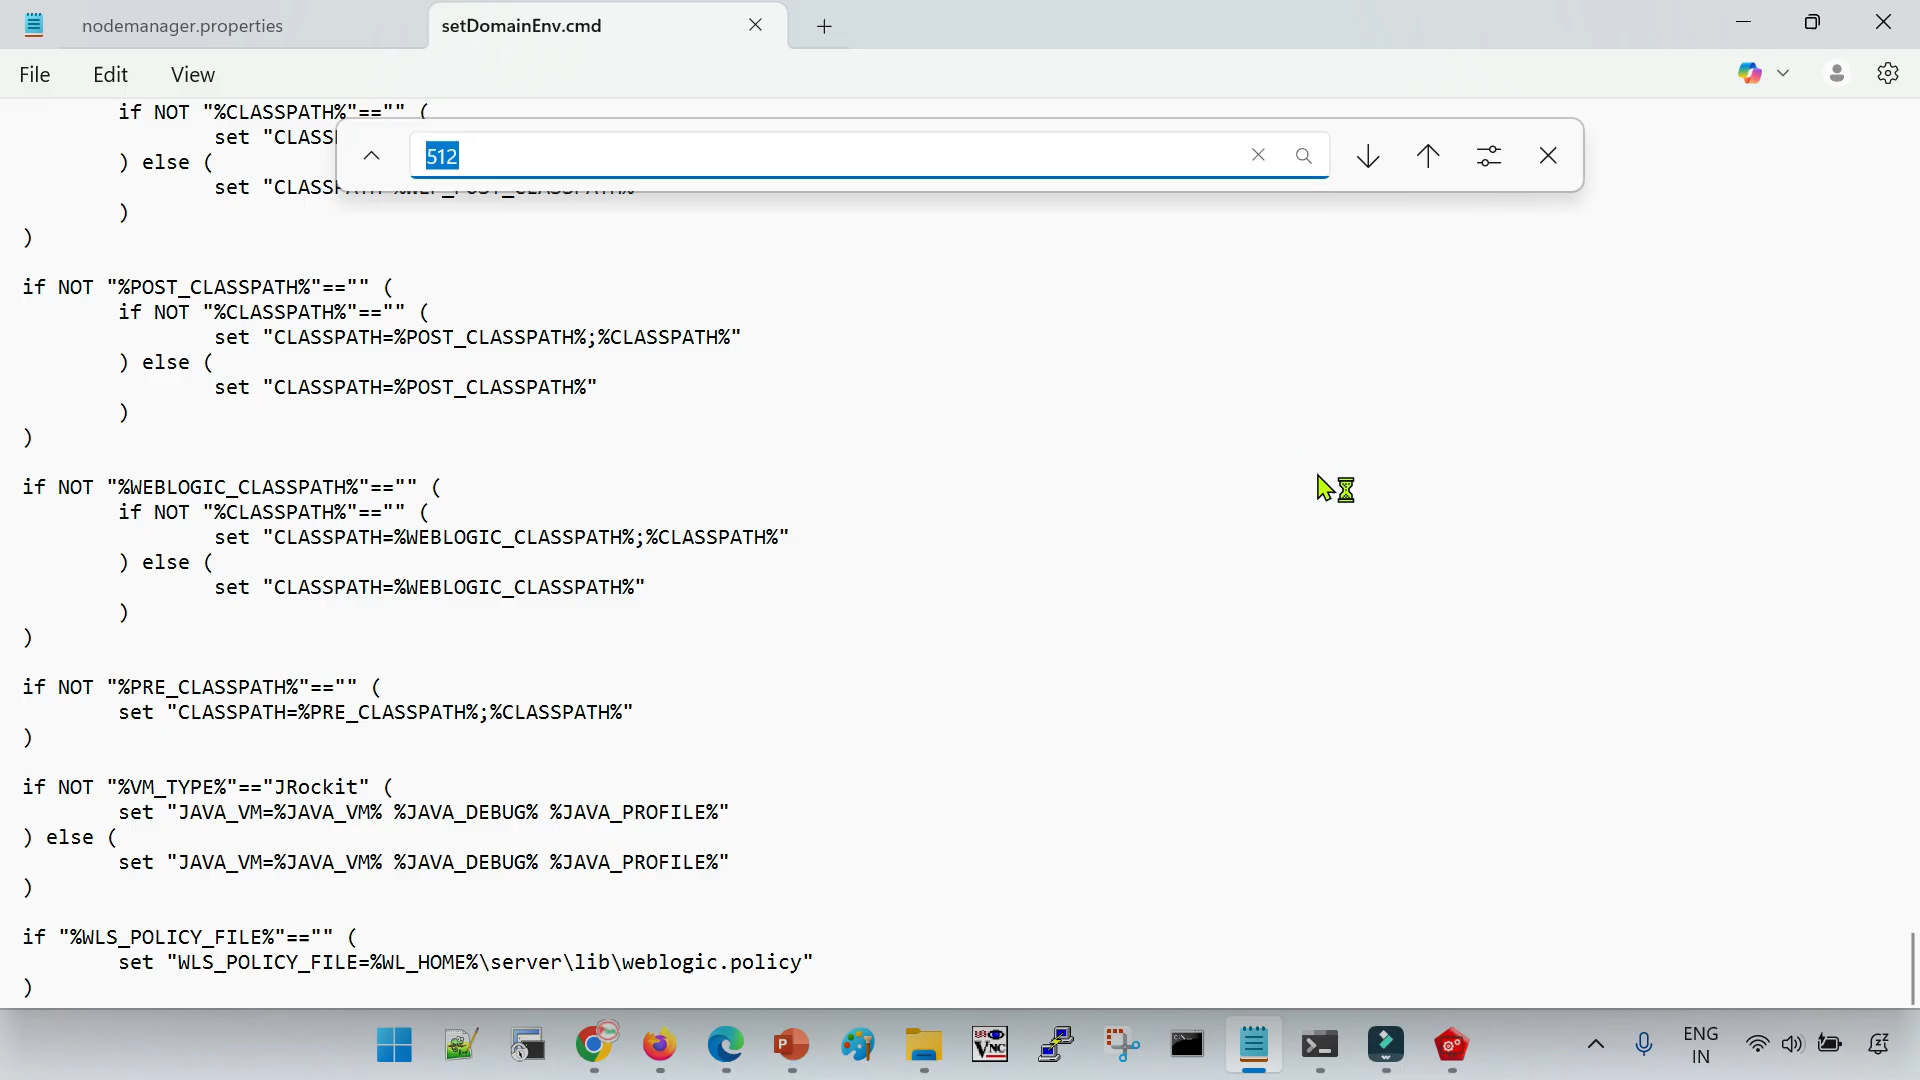 nodemanager.properties
setDomainEnv.cmd
File Edit View
if NOT "%CLASSPATH%"=="" (
512
set "CLASS
) else (
set "CLASS
)
)
if NOT "%POST_CLASSPATH%"=="" (
if NOT "%CLASSPATH%"=="" (
set "CLASSPATH=%POST_CLASSPATH%;%CLASSPATH%"
) else (
set "CLASSPATH=%POST_CLASSPATH%"
)
)
if NOT "%WEBLOGIC_CLASSPATH%"=="" (
if NOT "%CLASSPATH%"=="" (
set "CLASSPATH=%WEBLOGIC_CLASSPATH%;%CLASSPATH%"
) else (
set "CLASSPATH=%WEBLOGIC_CLASSPATH%"
)
)
if NOT "%PRE_CLASSPATH%"=="" (
set "CLASSPATH=%PRE_CLASSPATH%;%CLASSPATH%"
)
if NOT "%VM_TYPE%"=="JRockit" (
set "JAVA_VM=%JAVA_VM% %JAVA_DEBUG% %JAVA_PROFILE%"
) else (
set "JAVA_VM=%JAVA_VM% %JAVA_DEBUG% %JAVA_PROFILE%"
)
if "%WLS_POLICY_FILE%"=="" (
set "WLS_POLICY_FILE=%WL_HOME%\server\lib\weblogic.policy"
)
ENG
IN